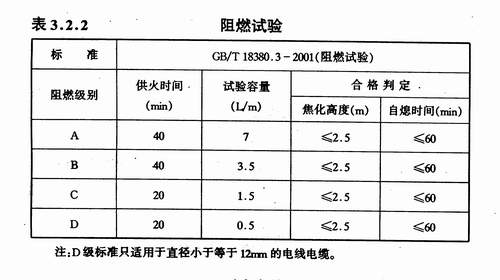 表3.2.2 阻燃试验
标 准 GB/T 18380.3-2001(阻燃试验)
阻燃级别 供火时间(min) 试验容量(L/m) 合格判定
焦化高度(m) 自熄时间(min)
A 40 7 ≤2.5 ≤60
B 40 3.5 ≤2.5 ≤60
C 20 1.5 ≤2.5 ≤60
D 20 0.5 ≤2.5 ≤60
注:D级标准只适用于直径小于等于12mm的电线电缆。